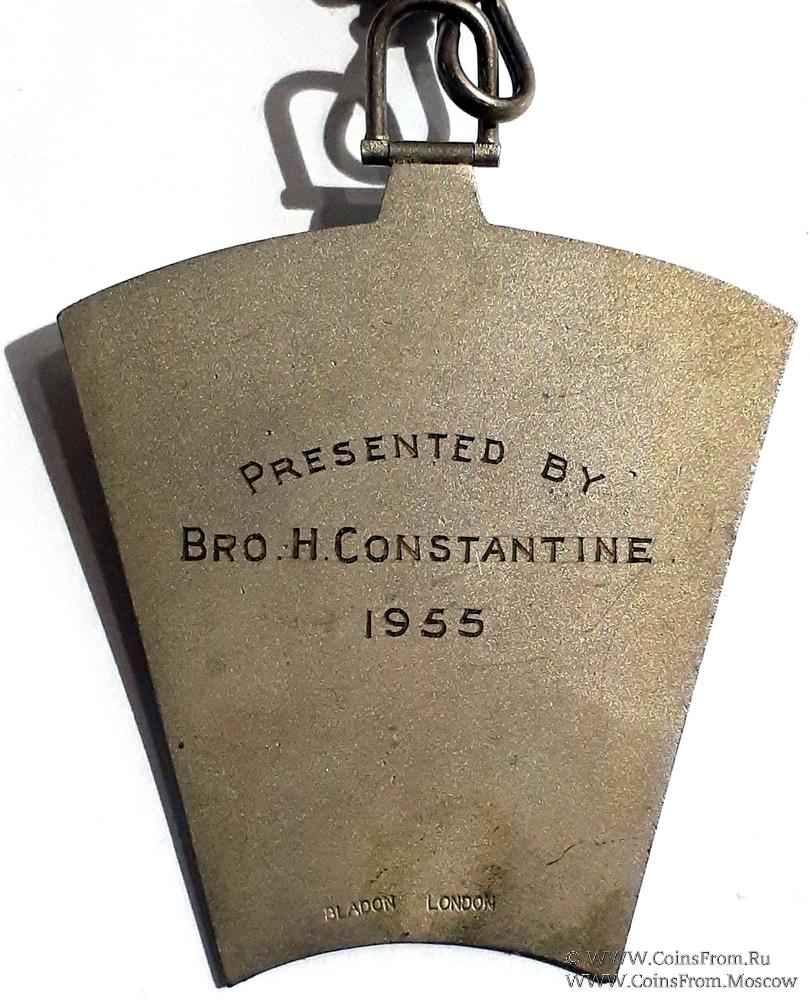 PRESENTED BY
BRO. H. CONSTANTINE.
1955
BLADON LONDON
© WWW.CoinsFrom.Ru
WWW.CoinsFrom.Moscow